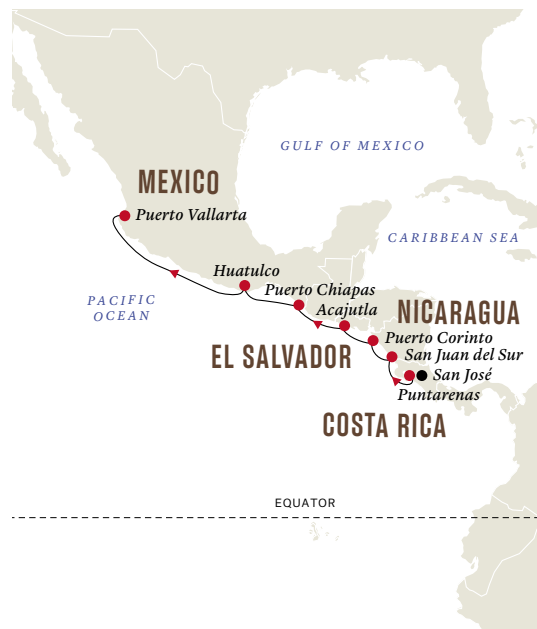 GULF OF MEXICO
MEXICO
Puerto Vallarta
CARIBBEAN SEA
Huatulco
Puerto Chiapas
PACIFIC
OCEAN
Acajutla
NICARAGUA
Puerto Corinto
EL SALVADOR
San Juan del Sur
San José
Puntarenas
COSTA RICA
EQUATOR